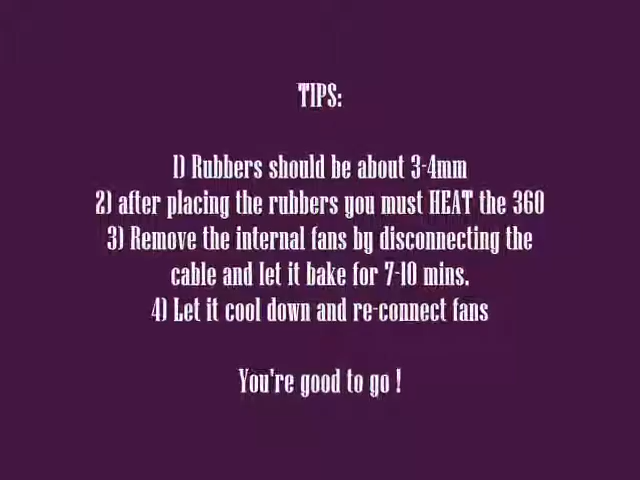 TIPS:
1) Rubbers should be about 3-4mm
2) after placing the rubbers you must HEAT the 360
3) Remove the internal fans by disconnecting the
cable and let it bake for 7-10 mins.
4) Let it cool down and re-connect fans
You're good to go !